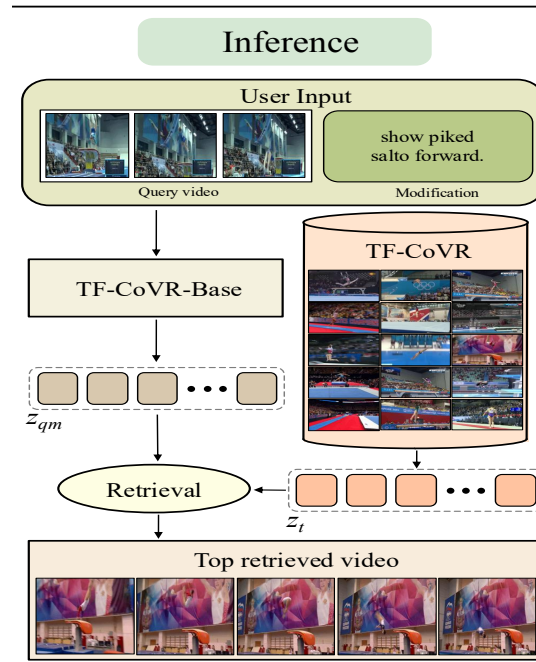 Inference
User Input
show piked
salto forward.
Query video
Modification
TF-CoVR
TF-CoVR-Base
z_qm
Retrieval
z_t
Top retrieved video